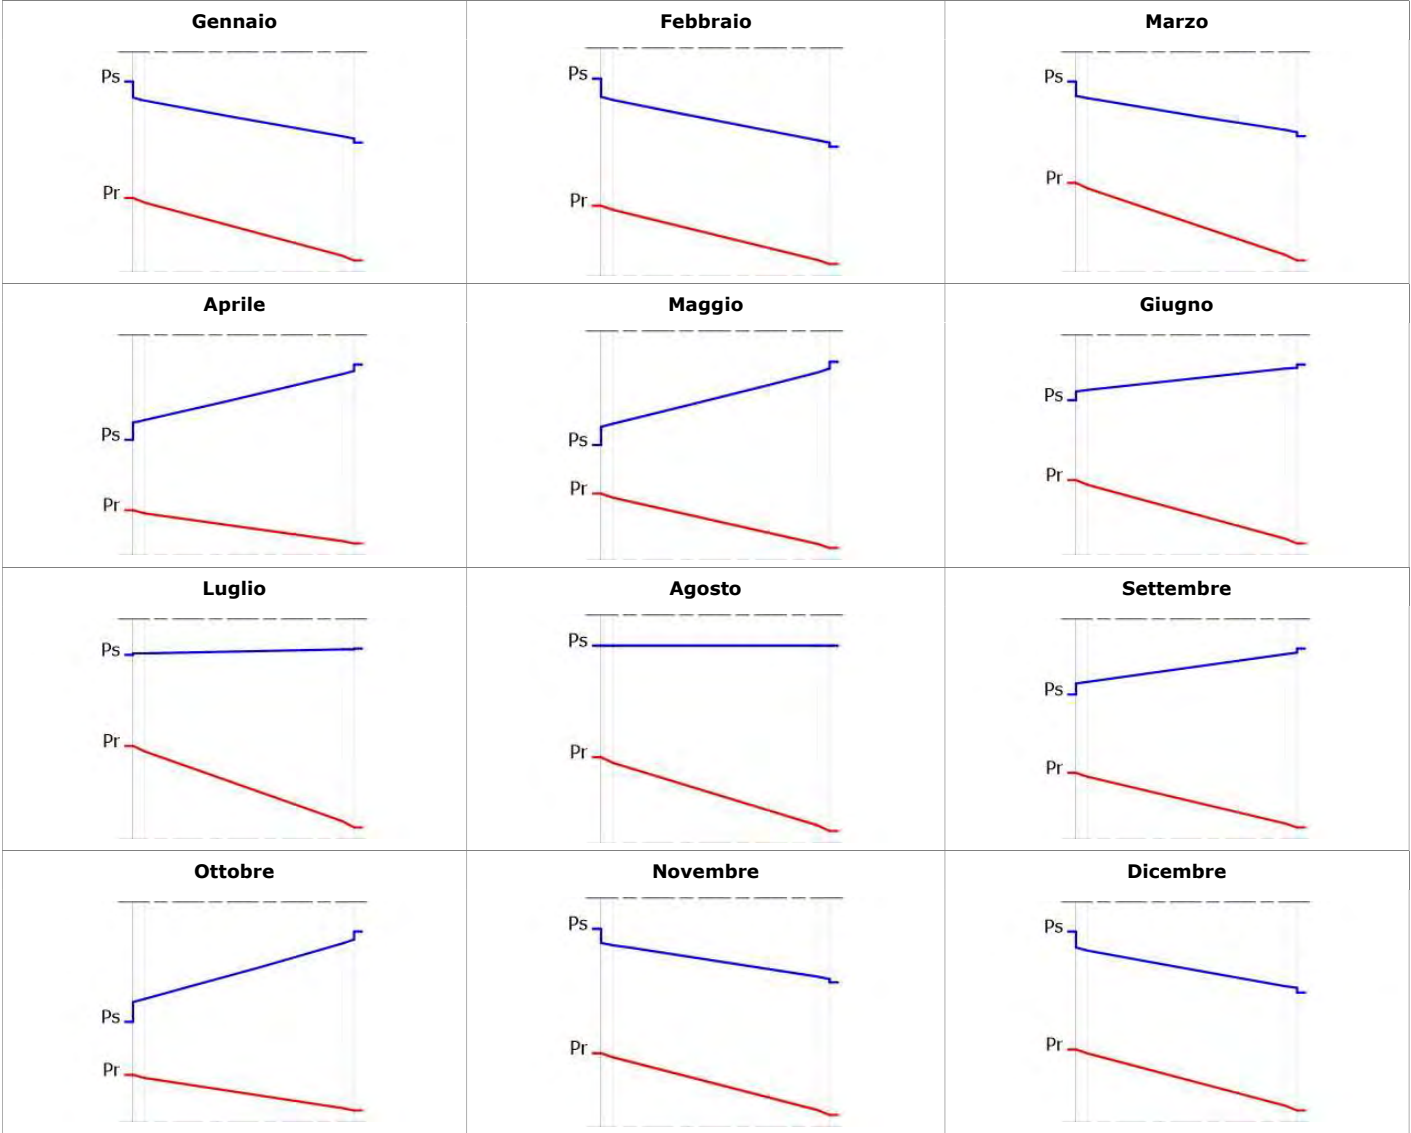 Gennaio Febbraio Marzo
Ps Ps Ps
Pr Pr Pr
Aprile Maggio Giugno
Ps Ps Ps
Pr Pr Pr
Luglio Agosto Settembre
Ps Ps Ps
Pr Pr Pr
Ottobre Novembre Dicembre
Ps Ps Ps
Pr Pr Pr